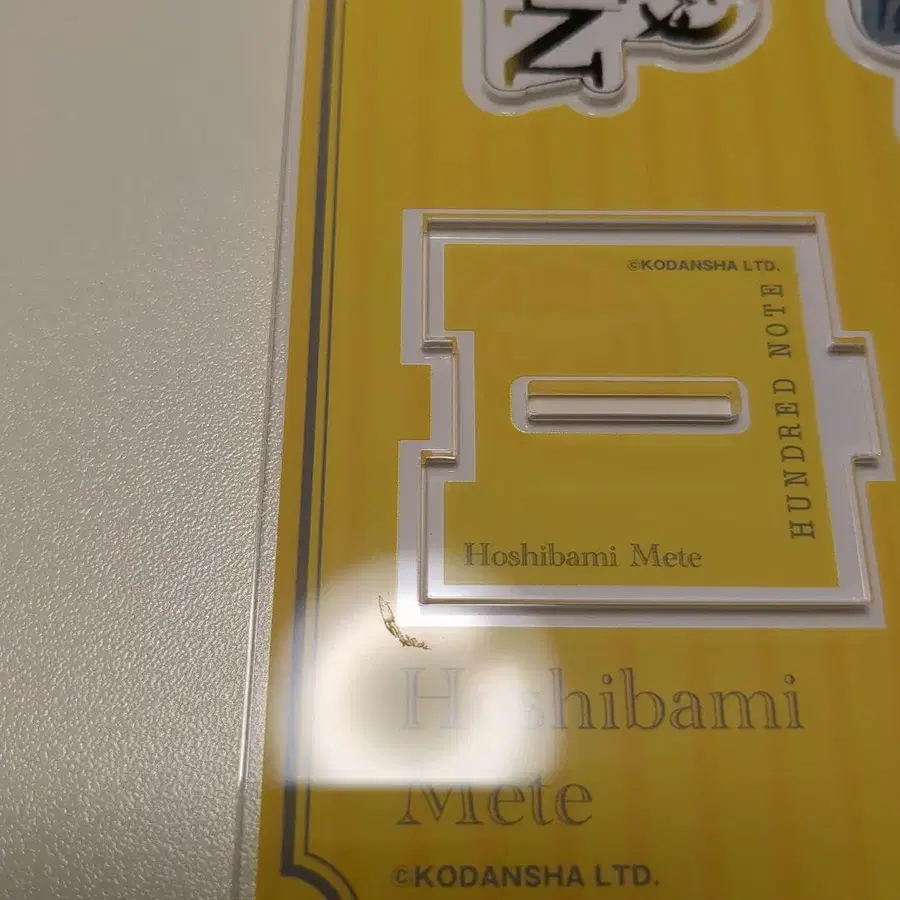 ©KODANSHA LTD.
HUNDRED NOTE
Hoshibami Mete
Hoshibami
Mete
©KODANSHA LTD.